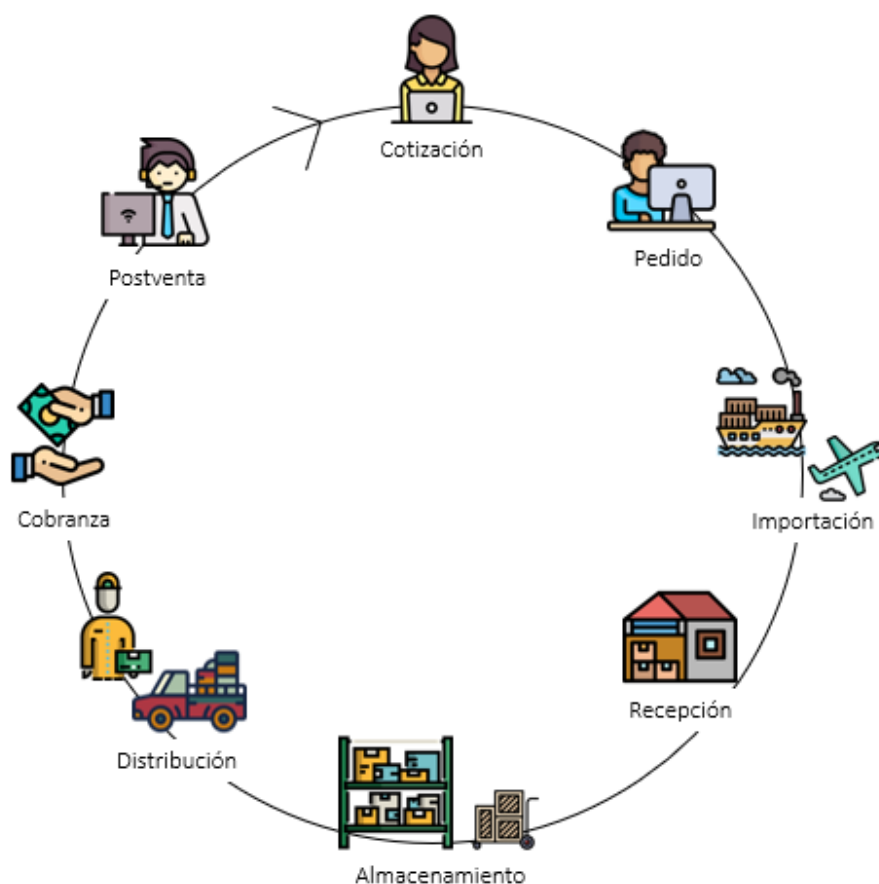 Cotización
Pedido
Importación
Recepción
Almacenamiento
Distribución
Cobranza
Postventa